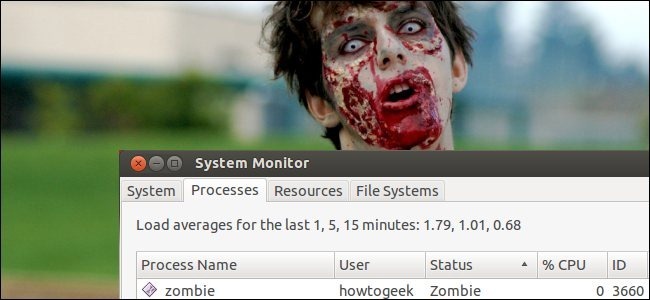 System Monitor
System Processes Resources File Systems
Load averages for the last 1, 5, 15 minutes: 1.79, 1.01, 0.68
Process Name User Status % CPU ID
zombie howtogeek Zombie 0 3660